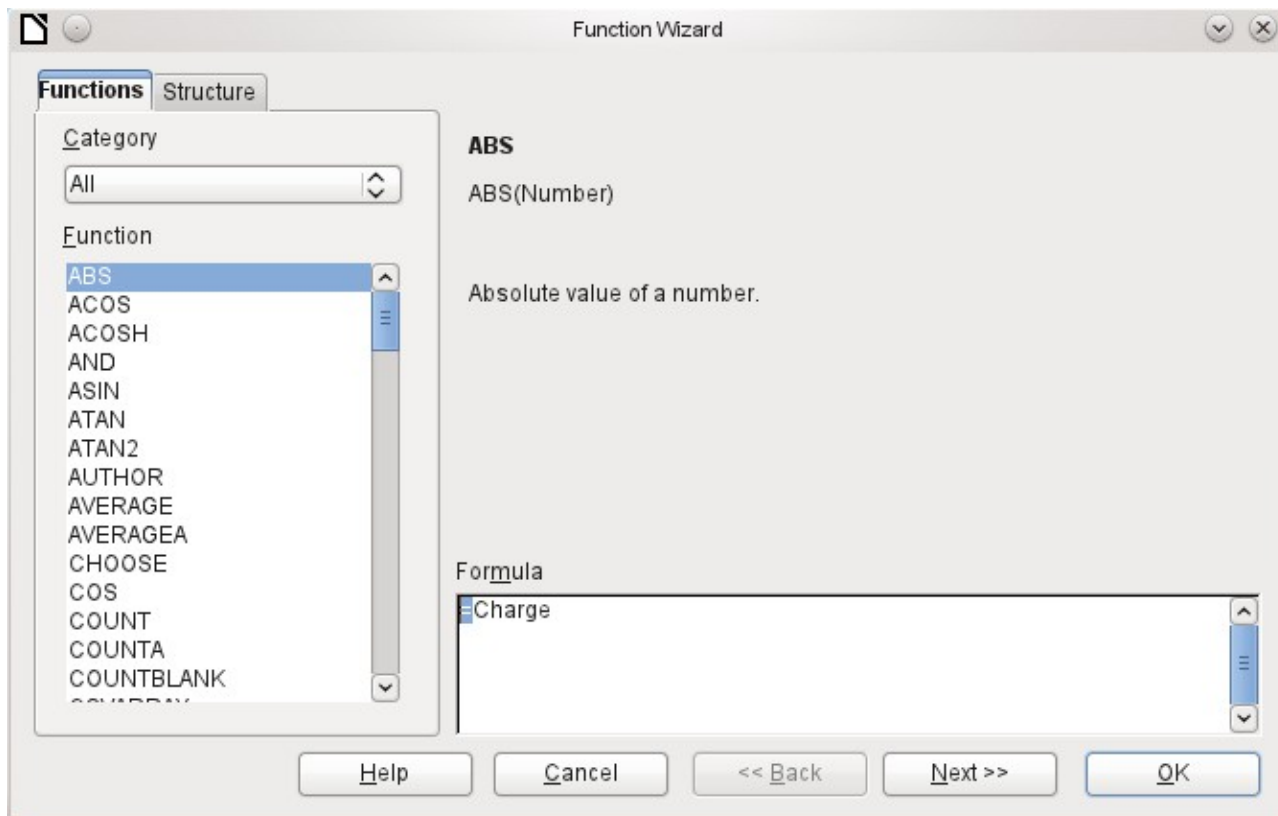 Function Wizard
Functions
Structure
Category
All
Function
ABS
ACOS
ACOSH
AND
ASIN
ATAN
ATAN2
AUTHOR
AVERAGE
AVERAGEA
CHOOSE
COS
COUNT
COUNTA
COUNTBLANK
ABS
ABS(Number)
Absolute value of a number.
Formula
=Charge
Help
Cancel
<< Back
Next >>
OK